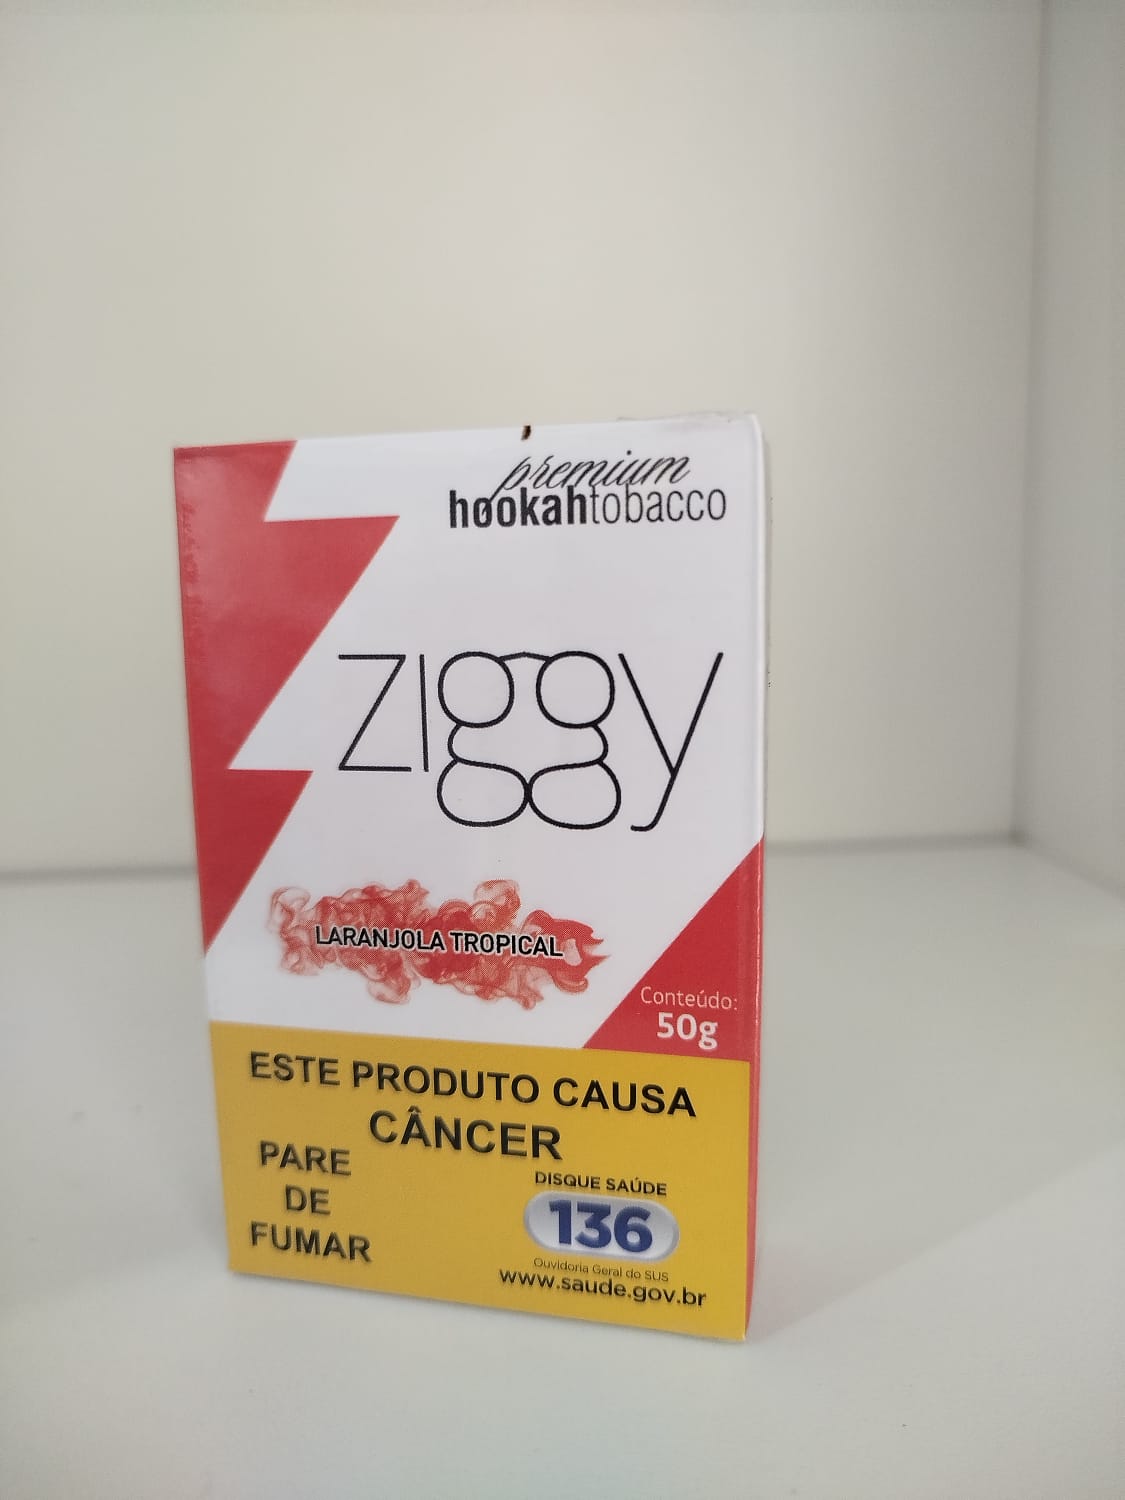 premium
hookahtobacco
ziggy
LARANJOLA TROPICAL
Conteúdo:
50g
ESTE PRODUTO CAUSA
CÂNCER
PARE
DE
FUMAR
DISQUE SAÚDE
136
Ouvidoria Geral do SUS
www.saude.gov.br